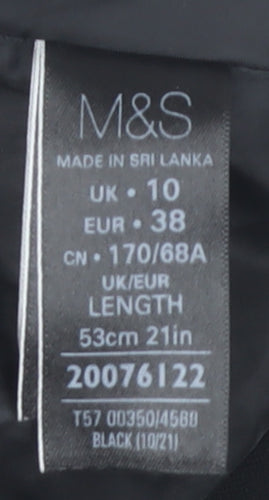 M&S
MADE IN SRI LANKA
UK • 10
EUR • 38
CN • 170/68A
UK/EUR
LENGTH
53cm 21in
20076122
T57 00350/4560
BLACK (10/21)